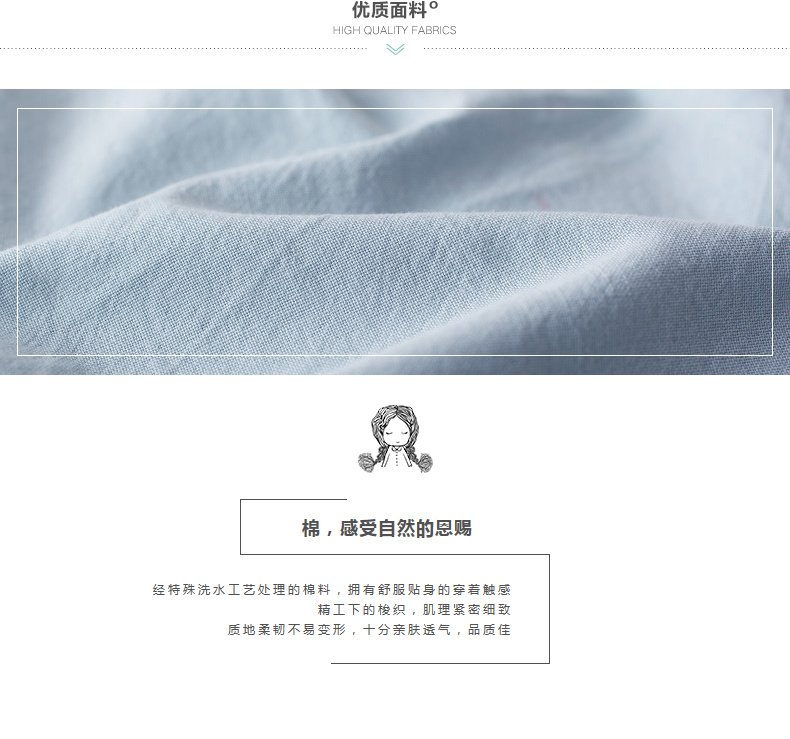 优质面料
HIGH QUALITY FABRICS
棉，感受自然的恩赐
经特殊洗水工艺处理的棉料，拥有舒服贴身的穿着触感
精工下的梭织，肌理紧密细致
质地柔韧不易变形，十分亲肤透气，品质佳